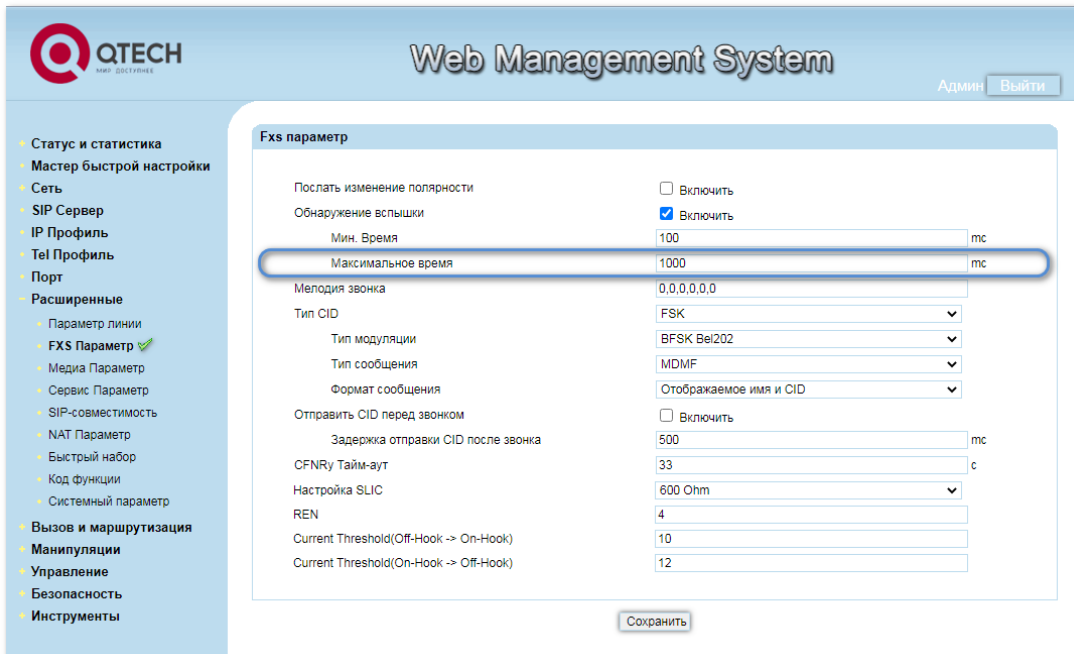 QTECH
МИР ДОСТУПНЕЕ
Web Management System
Админ Выйти
Статус и статистика
Мастер быстрой настройки
Сеть
SIP Сервер
IP Профиль
Tel Профиль
Порт
Расширенные
Параметр линии
FXS Параметр
Медиа Параметр
Сервис Параметр
SIP-совместимость
NAT Параметр
Быстрый набор
Код функции
Системный параметр
Вызов и маршрутизация
Манипуляции
Управление
Безопасность
Инструменты
Fxs параметр
Послать изменение полярности Включить
Обнаружение вспышки Включить
Мин. Время 100 mc
Максимальное время 1000 mc
Мелодия звонка 0,0,0,0,0,0
Тип CID FSK
Тип модуляции BFSK Bel202
Тип сообщения MDMF
Формат сообщения Отображаемое имя и CID
Отправить CID перед звонком Включить
Задержка отправки CID после звонка 500 mc
CFNRy Тайм-аут 33 с
Настройка SLIC 600 Ohm
REN 4
Current Threshold(Off-Hook -> On-Hook) 10
Current Threshold(On-Hook -> Off-Hook) 12
Сохранить